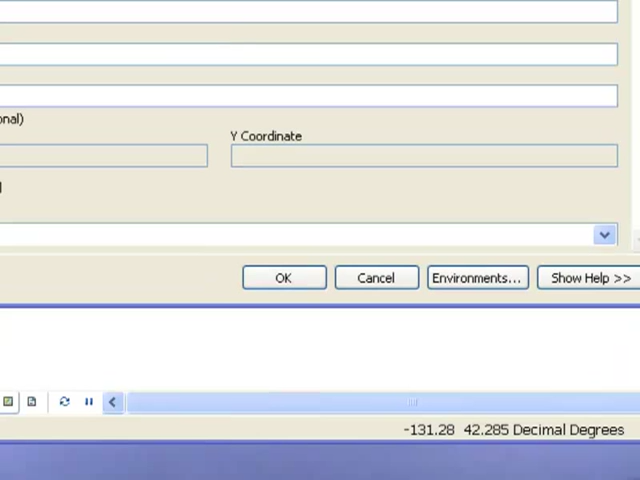 onal)
Y Coordinate
OK Cancel Environments... Show Help >>
-131.28 42.285 Decimal Degrees